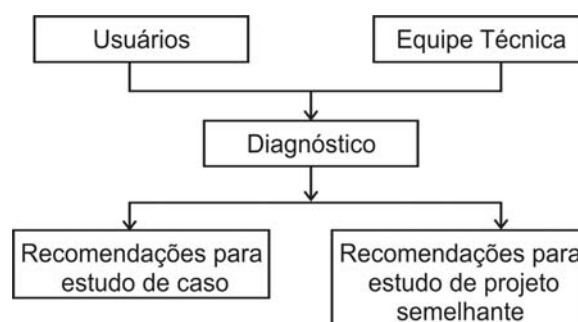 Usuários
Equipe Técnica
Diagnóstico
Recomendações para
estudo de caso
Recomendações para
estudo de projeto
semelhante